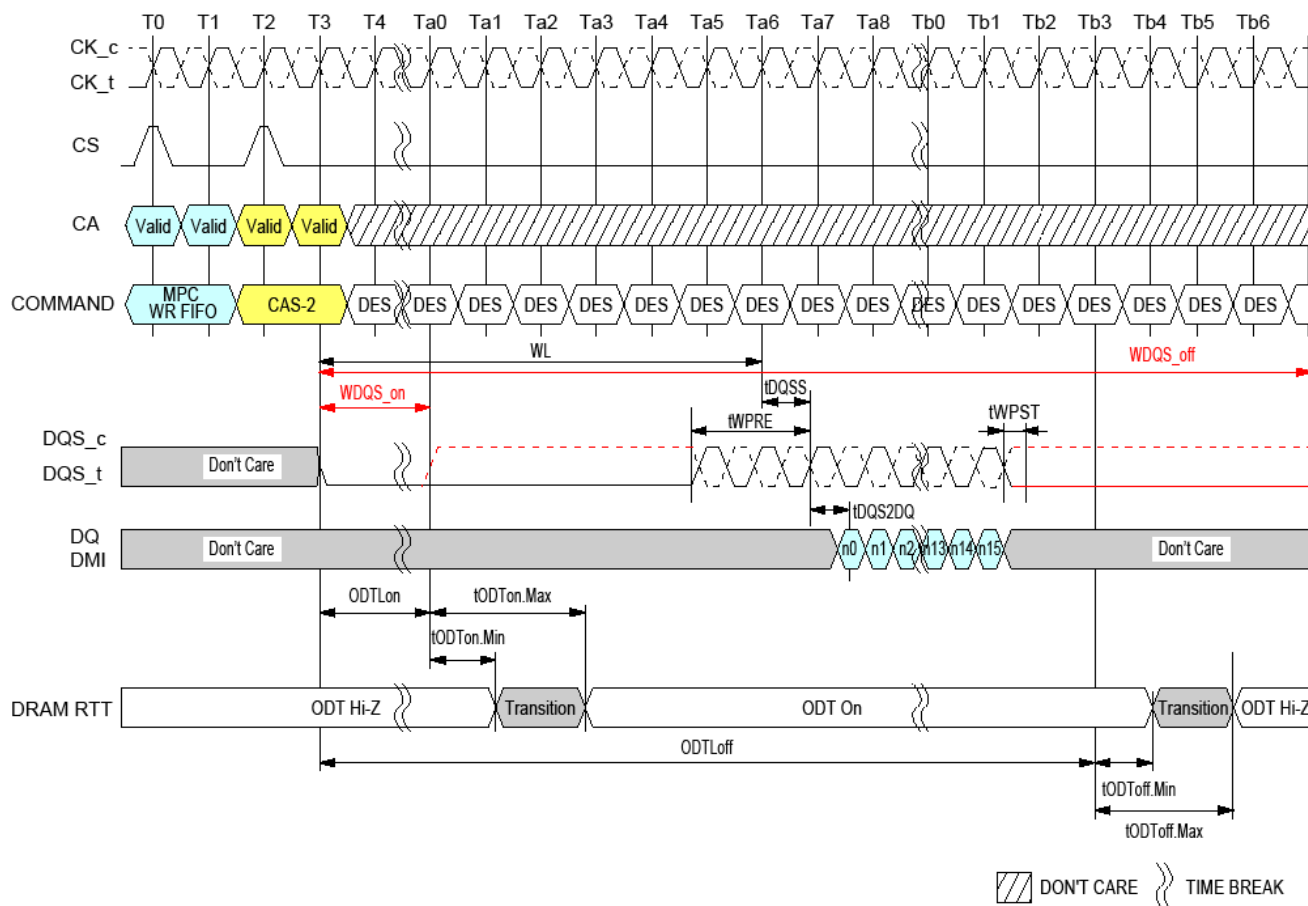 T0 T1 T2 T3 T4 Ta0 Ta1 Ta2 Ta3 Ta4 Ta5 Ta6 Ta7 Ta8 Tb0 Tb1 Tb2 Tb3 Tb4 Tb5 Tb6
CK_c
CK_t
CS
CA Valid Valid Valid Valid
COMMAND MPC WR FIFO CAS-2 DES DES DES DES DES DES DES DES DES DES DES DES DES DES DES DES DES
WL
WDQS_off
WDQS_on
tDQSS
tWPRE
tWPST
DQS_c
DQS_t
Don't Care
tDQS2DQ
DQ
DMI
Don't Care n0 n1 n2 n13 n14 n15 Don't Care
ODTLon tODTon.Max
tODTon.Min
DRAM RTT ODT Hi-Z Transition ODT On Transition ODT Hi-Z
ODTLoff
tODToff.Min
tODToff.Max
DON'T CARE TIME BREAK